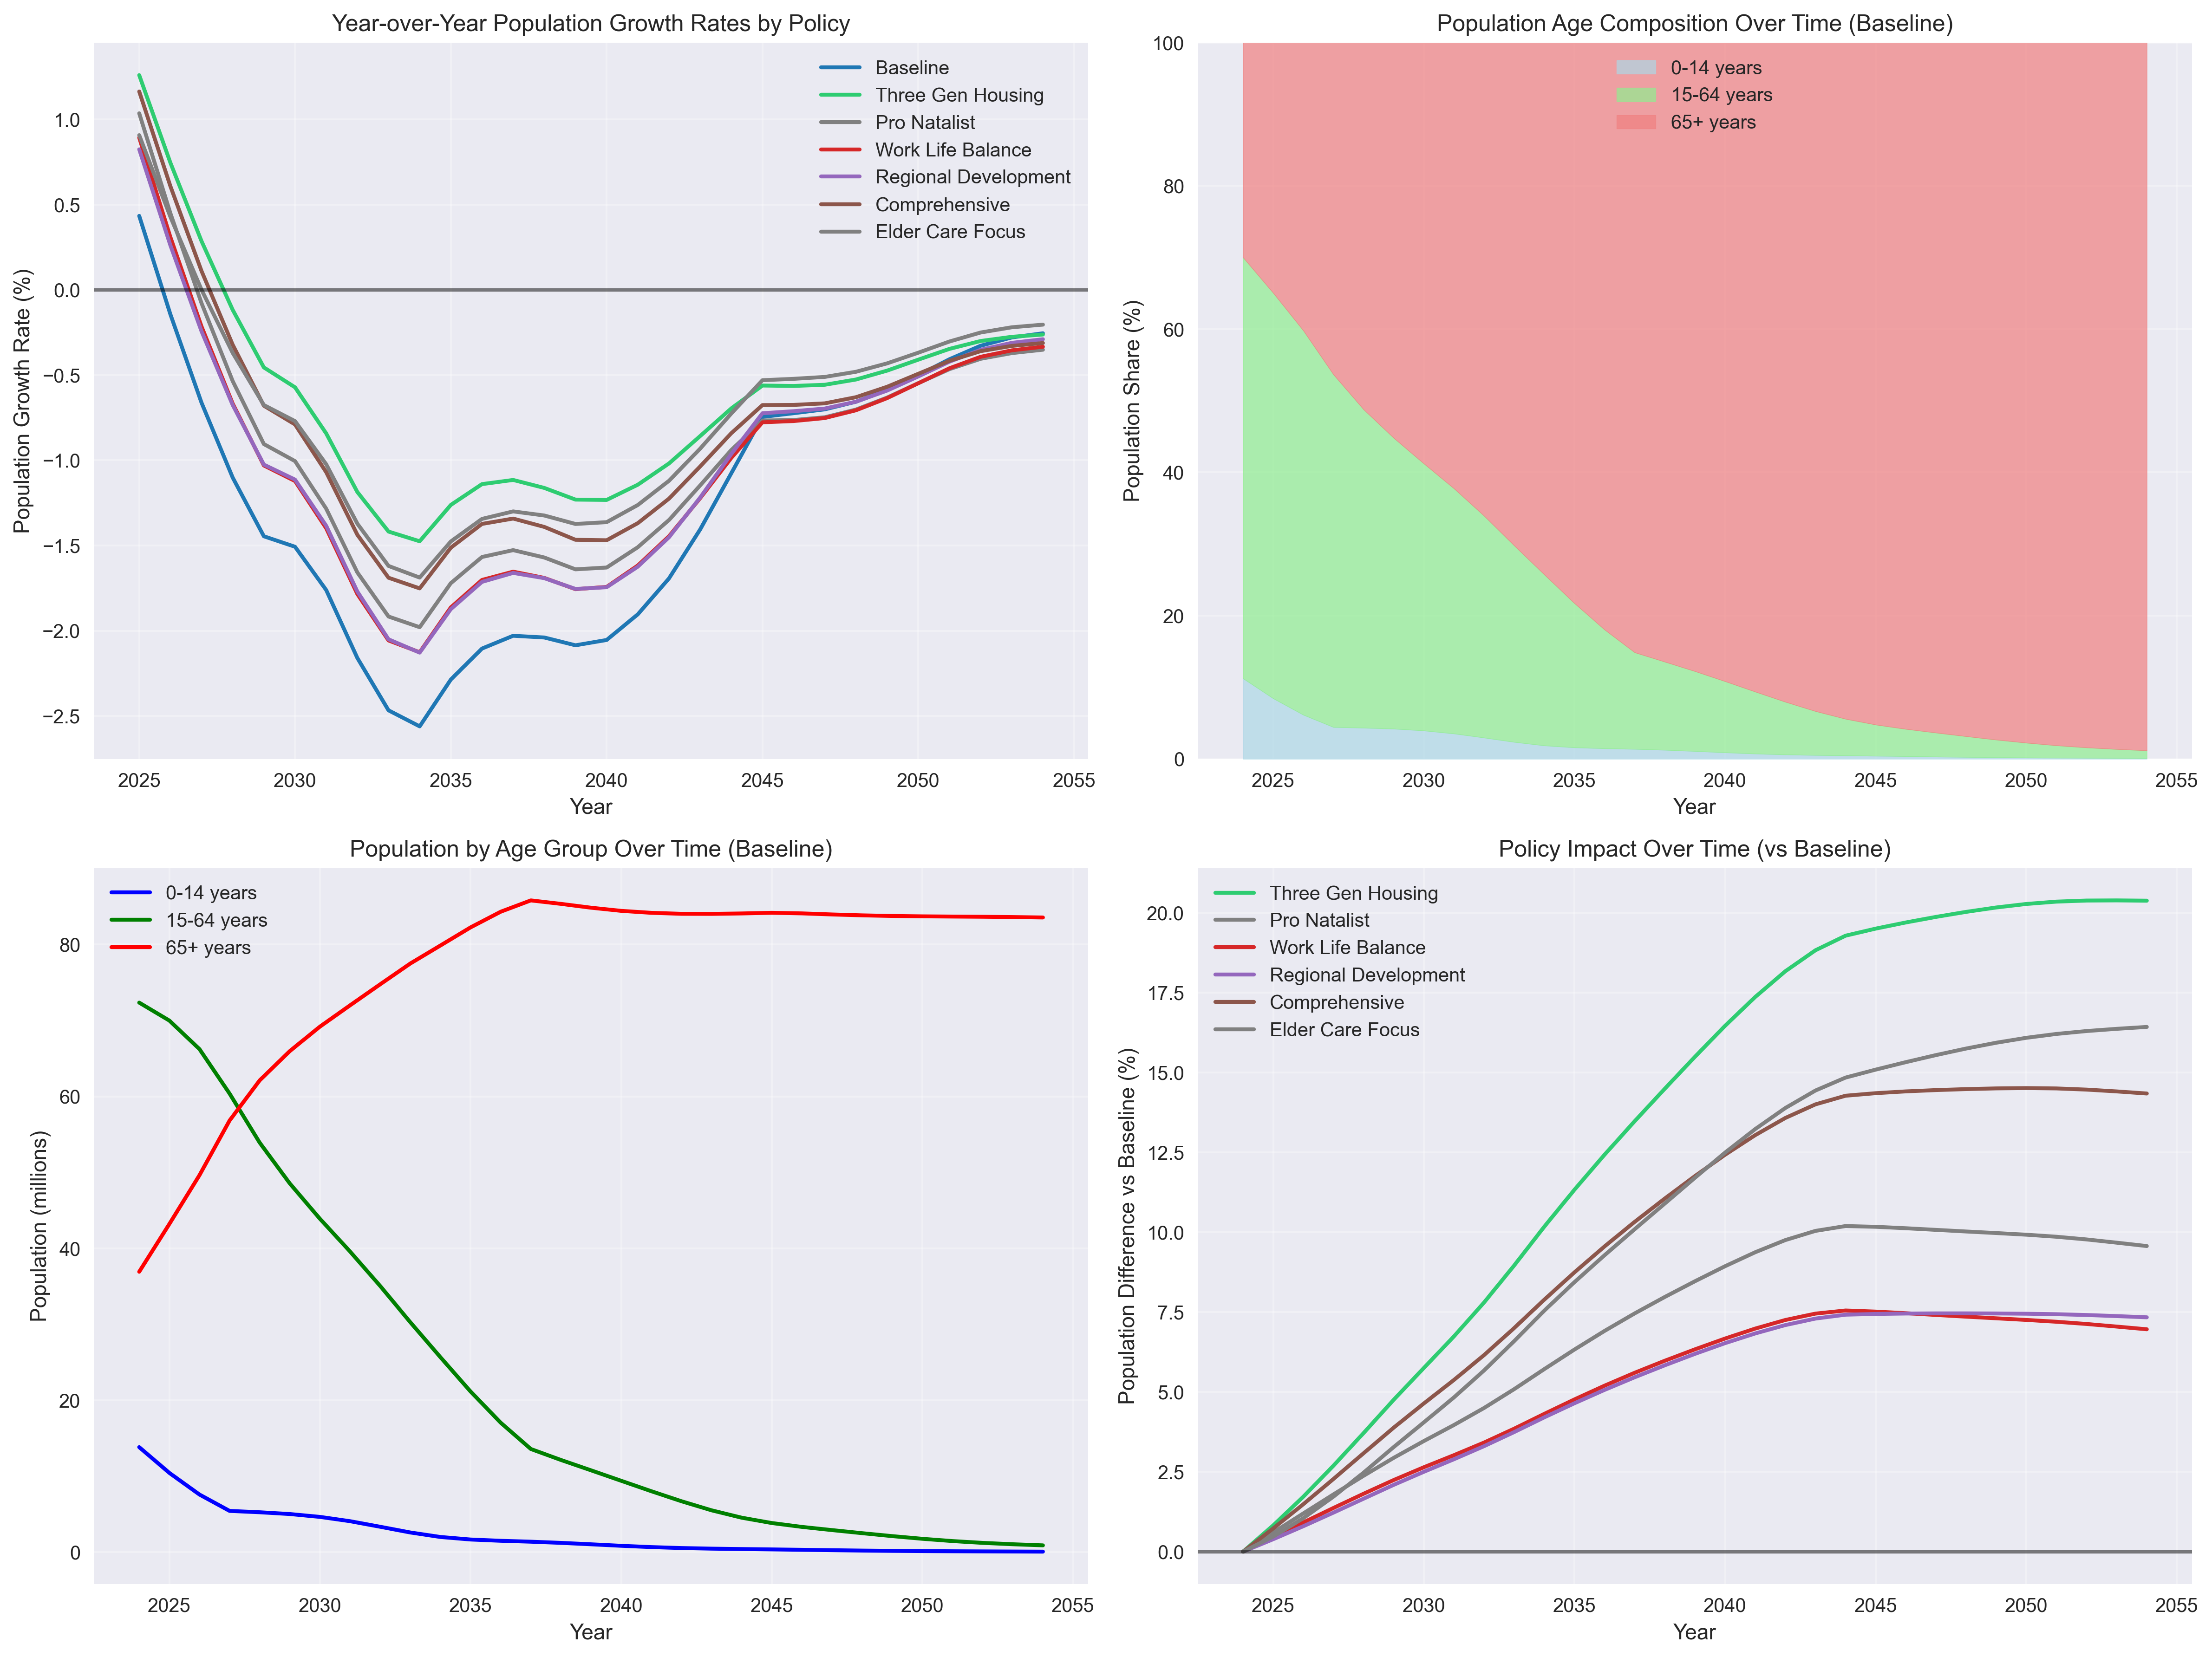 Year-over-Year Population Growth Rates by Policy
Population Growth Rate (%)
1.0
0.5
0.0
−0.5
−1.0
−1.5
−2.0
−2.5
Baseline
Three Gen Housing
Pro Natalist
Work Life Balance
Regional Development
Comprehensive
Elder Care Focus
2025 2030 2035 2040 2045 2050 2055
Year
Population Age Composition Over Time (Baseline)
Population Share (%)
100
80
60
40
20
0
0-14 years
15-64 years
65+ years
2025 2030 2035 2040 2045 2050 2055
Year
Population by Age Group Over Time (Baseline)
Population (millions)
80
60
40
20
0
0-14 years
15-64 years
65+ years
2025 2030 2035 2040 2045 2050 2055
Year
Policy Impact Over Time (vs Baseline)
Population Difference vs Baseline (%)
20.0
17.5
15.0
12.5
10.0
7.5
5.0
2.5
0.0
Three Gen Housing
Pro Natalist
Work Life Balance
Regional Development
Comprehensive
Elder Care Focus
2025 2030 2035 2040 2045 2050 2055
Year